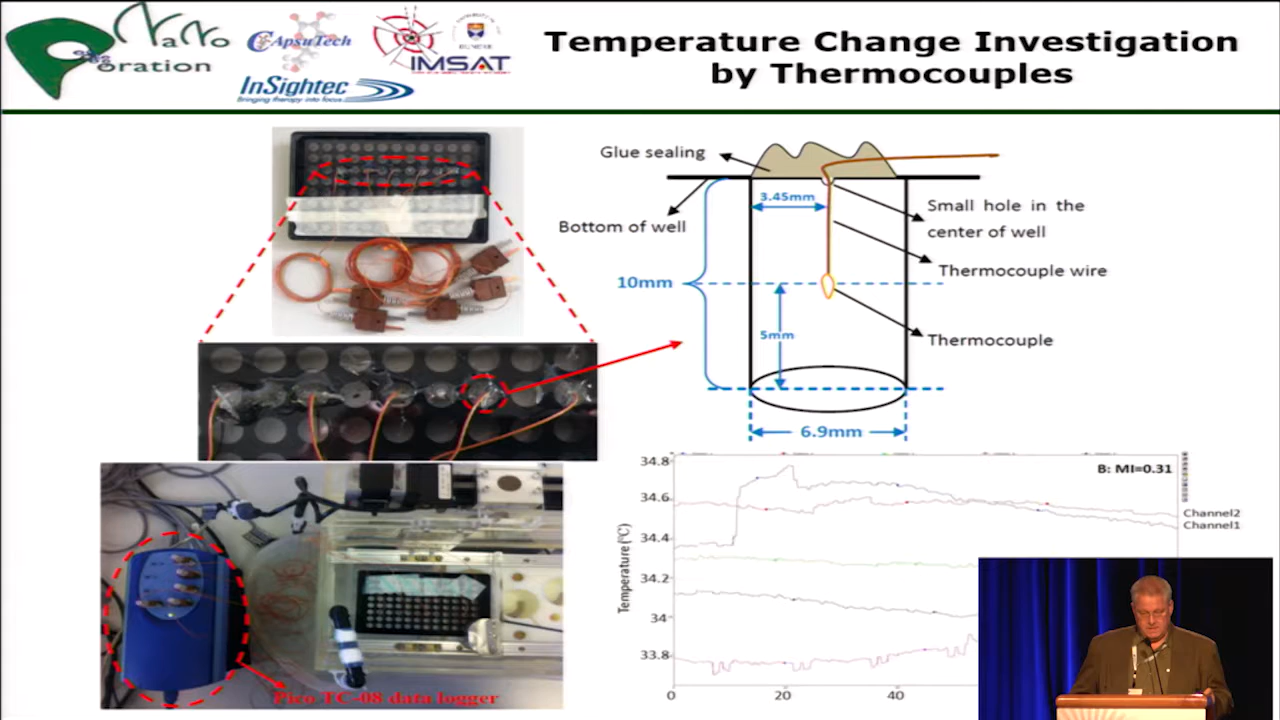 NaNo
Poration
CApsuTech
IMSAT
InSightec
Bringing therapy into focus
Temperature Change Investigation
by Thermocouples
Glue sealing
3.45mm
Small hole in the
center of well
Bottom of well
Thermocouple wire
10mm
5mm
Thermocouple
6.9mm
Pico TC-08 data logger
B: MI=0.31
Temperature (°C)
34.8
34.6
34.4
34.2
34
33.8
0
20
40
Channel2
Channel1